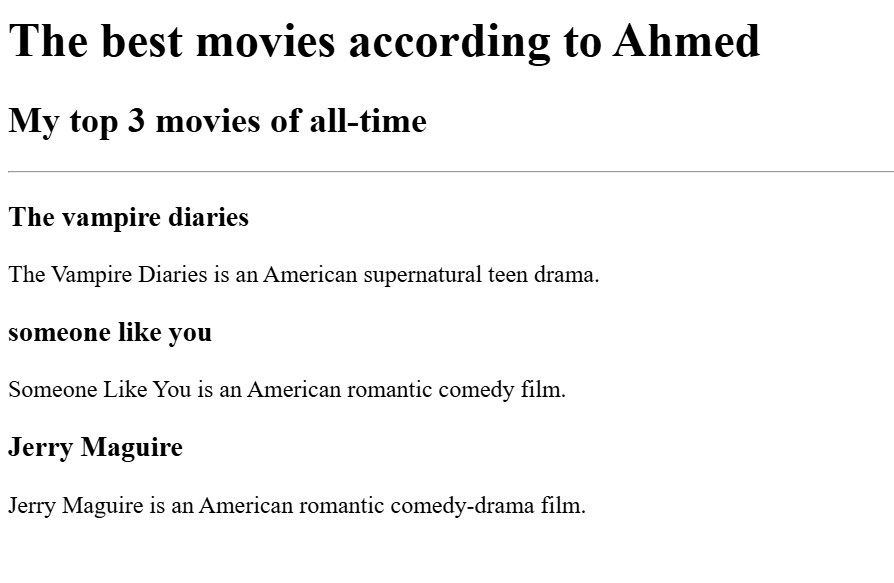 The best movies according to Ahmed
My top 3 movies of all-time
The vampire diaries
The Vampire Diaries is an American supernatural teen drama.
someone like you
Someone Like You is an American romantic comedy film.
Jerry Maguire
Jerry Maguire is an American romantic comedy-drama film.